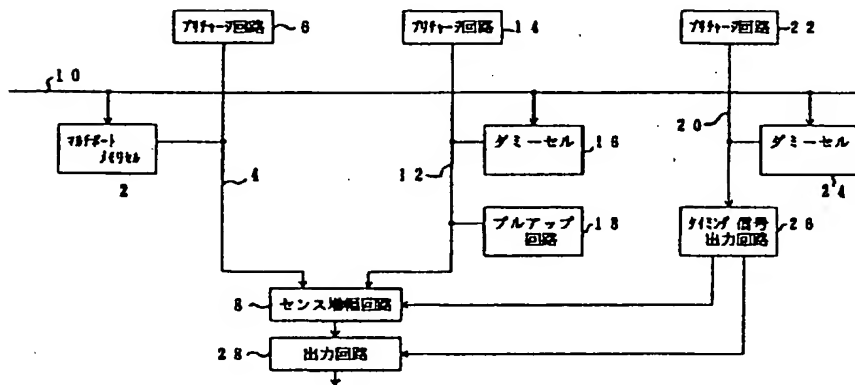 プリチャージ回路 6
プリチャージ回路 14
プリチャージ回路 22
10
マルチポート
メモリセル
2
4
12
ダミーセル 16
20
ダミーセル
24
プルアップ
回路 18
タイミング 信号
出力回路 26
8 センス増幅回路
28 出力回路